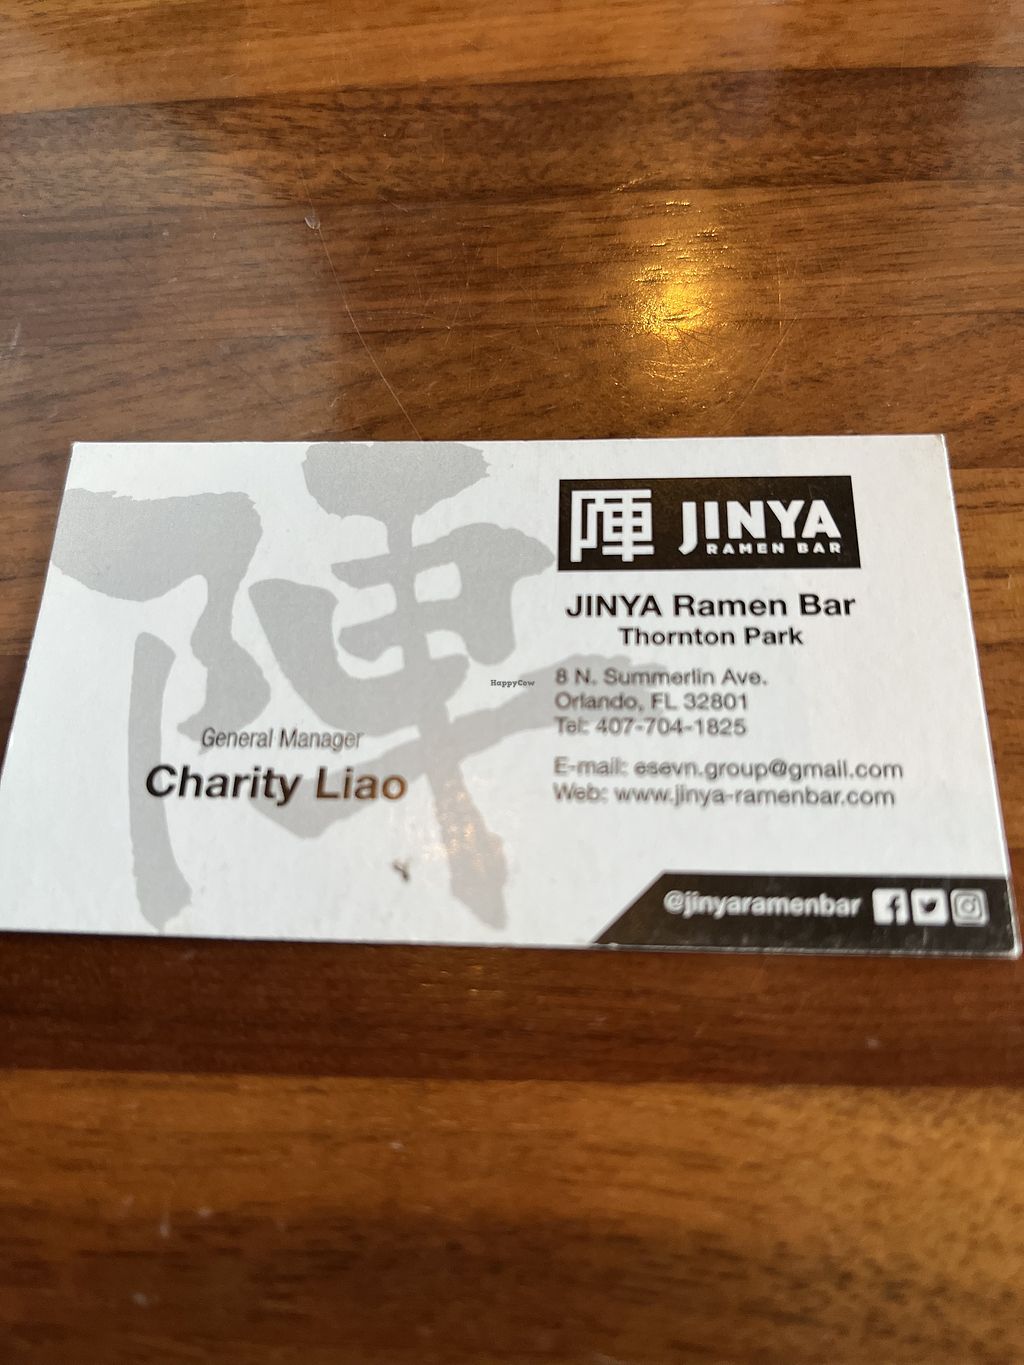 陣
陣 JINYA
RAMEN BAR
JINYA Ramen Bar
Thornton Park
8 N. Summerlin Ave.
Orlando, FL 32801
Tel: 407-704-1825
E-mail: esevn.group@gmail.com
Web: www.jinya-ramenbar.com
General Manager
Charity Liao
HappyCow
@jinyaramenbar